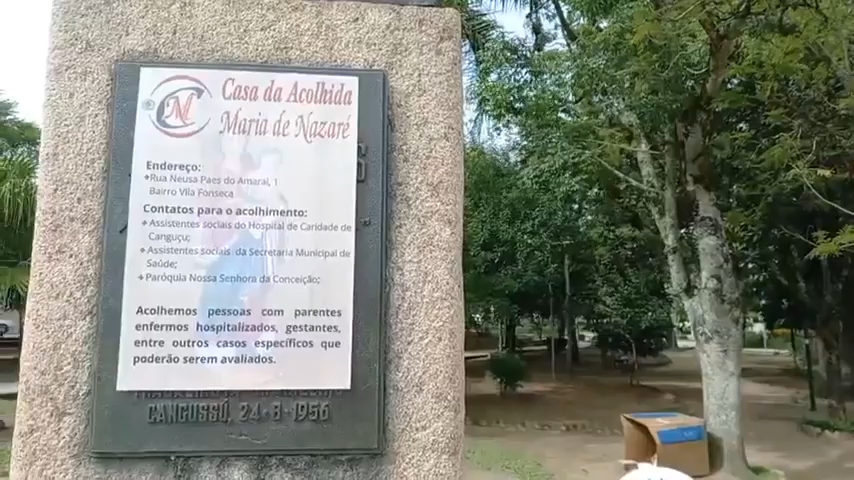 Casa da Acolhida
Maria de Nazaré
Endereço:
Rua Neusa Paes do Amaral, 1
Bairro Vila Fonseca
Contatos para o acolhimento:
Assistentes sociais do Hospital de Caridade de
Canguçu;
Assistentes sociais da Secretaria Municipal de
Saúde;
Paróquia Nossa Senhora da Conceição;
Acolhemos pessoas com parentes
enfermos hospitalizados, gestantes,
entre outros casos específicos que
poderão serem avaliados.
CANGUSSÚ, 24-8-1956